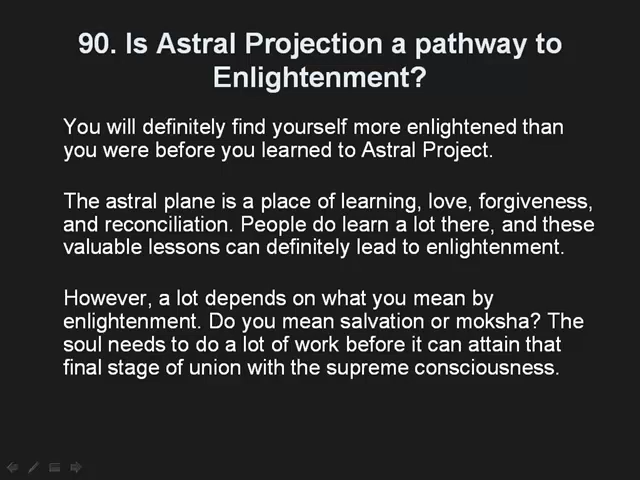 90. Is Astral Projection a pathway to
Enlightenment?
You will definitely find yourself more enlightened than
you were before you learned to Astral Project.
The astral plane is a place of learning, love, forgiveness,
and reconciliation. People do learn a lot there, and these
valuable lessons can definitely lead to enlightenment.
However, a lot depends on what you mean by
enlightenment. Do you mean salvation or moksha? The
soul needs to do a lot of work before it can attain that
final stage of union with the supreme consciousness.